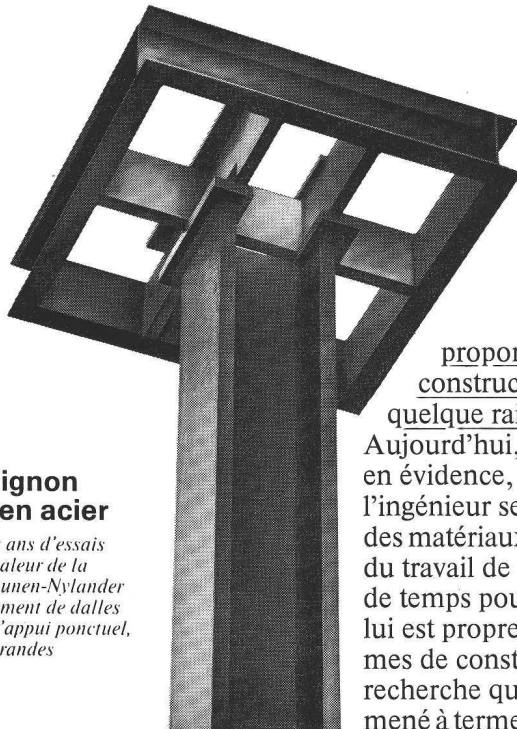 ignon
en acier
ans d'essais
aleur de la
unen-Nylander
ment de dalles
'appui ponctuel,
randes
propor
construc
quelque rai
Aujourd'hui,
en évidence,
l'ingénieur se
des matériaux
du travail de
de temps pou
lui est propre
mes de const
recherche qu
mené à terme